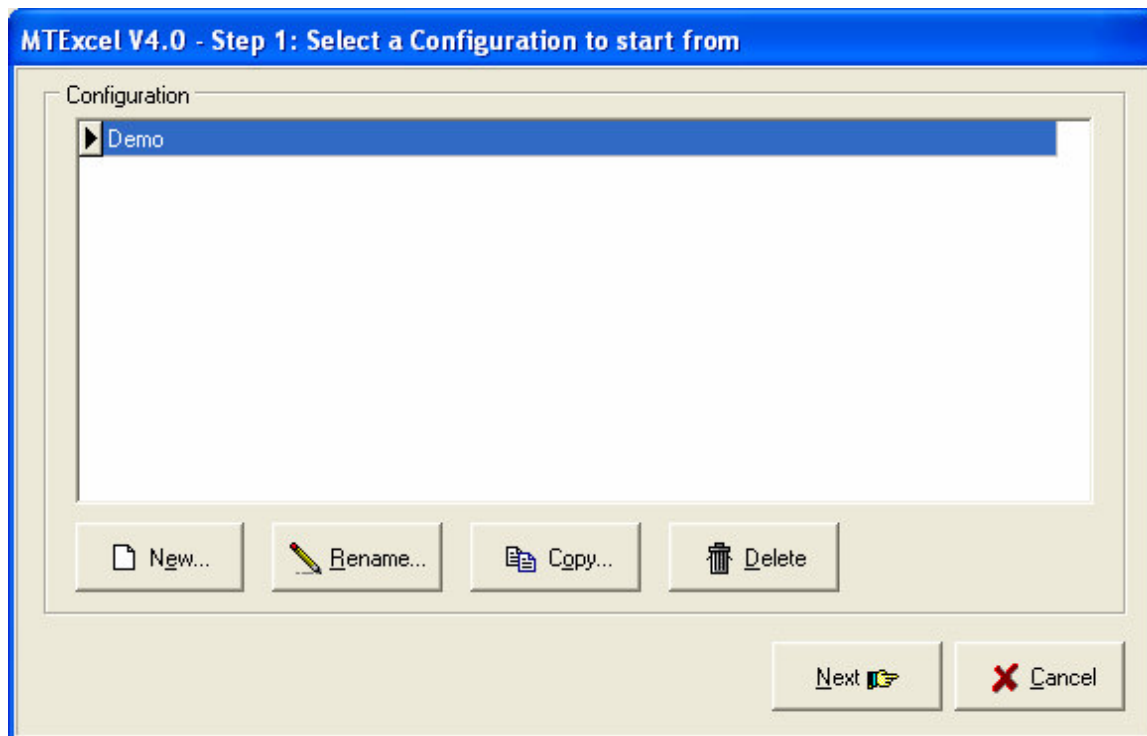 MTExcel V4.0 - Step 1: Select a Configuration to start from
Configuration
Demo
New... Rename... Copy... Delete
Next Cancel